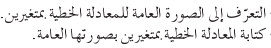 التعرّف إلى الصورة العامة للمعادلة الخطية بمتغيرين.
كتابة المعادلة الخطية بمتغيرين بصورتها العامة.